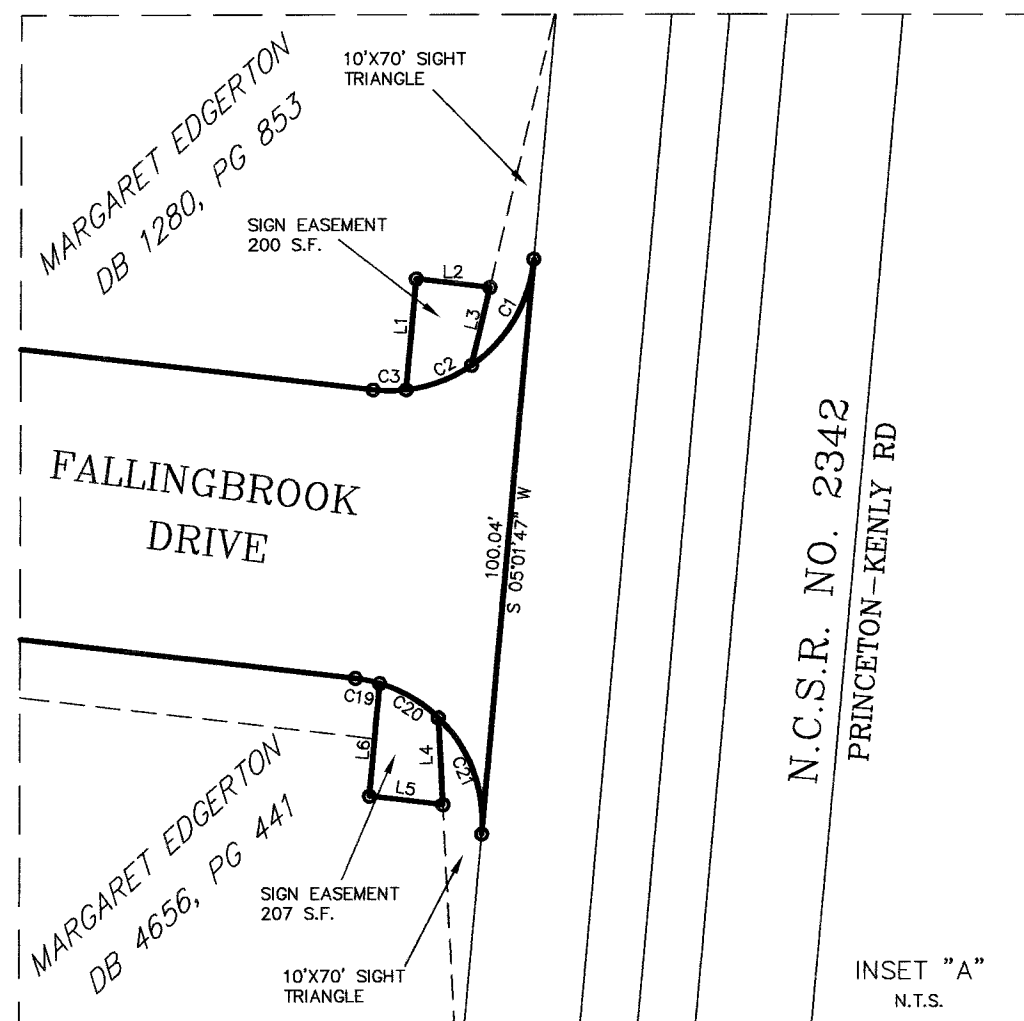 10'X70' SIGHT
TRIANGLE
MARGARET EDGERTON
DB 1280, PG 853
SIGN EASEMENT
200 S.F.
L2
L1
L3
C1
C2
C3
FALLINGBROOK
DRIVE
100.04'
S 05°01'47" W
N.C.S.R. NO. 2342
PRINCETON-KENLY RD
C19
C20
L6
L4
C21
L5
MARGARET EDGERTON
DB 4656, PG 441
SIGN EASEMENT
207 S.F.
10'X70' SIGHT
TRIANGLE
INSET "A"
N.T.S.